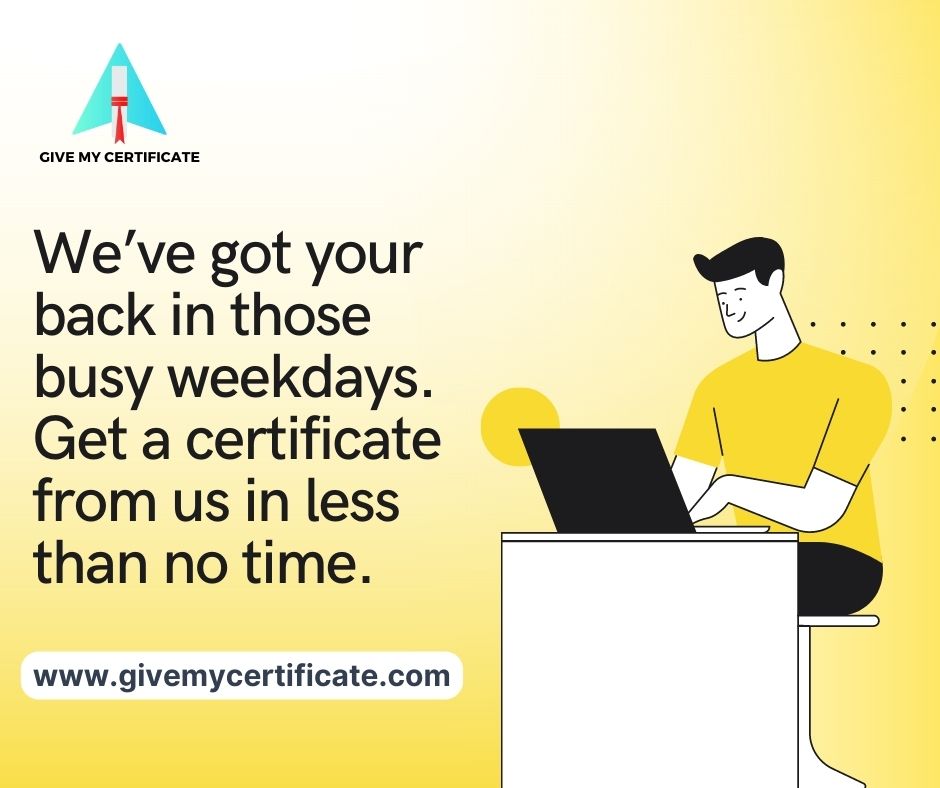 GIVE MY CERTIFICATE
We’ve got your
back in those
busy weekdays.
Get a certificate
from us in less
than no time.
www.givemycertificate.com